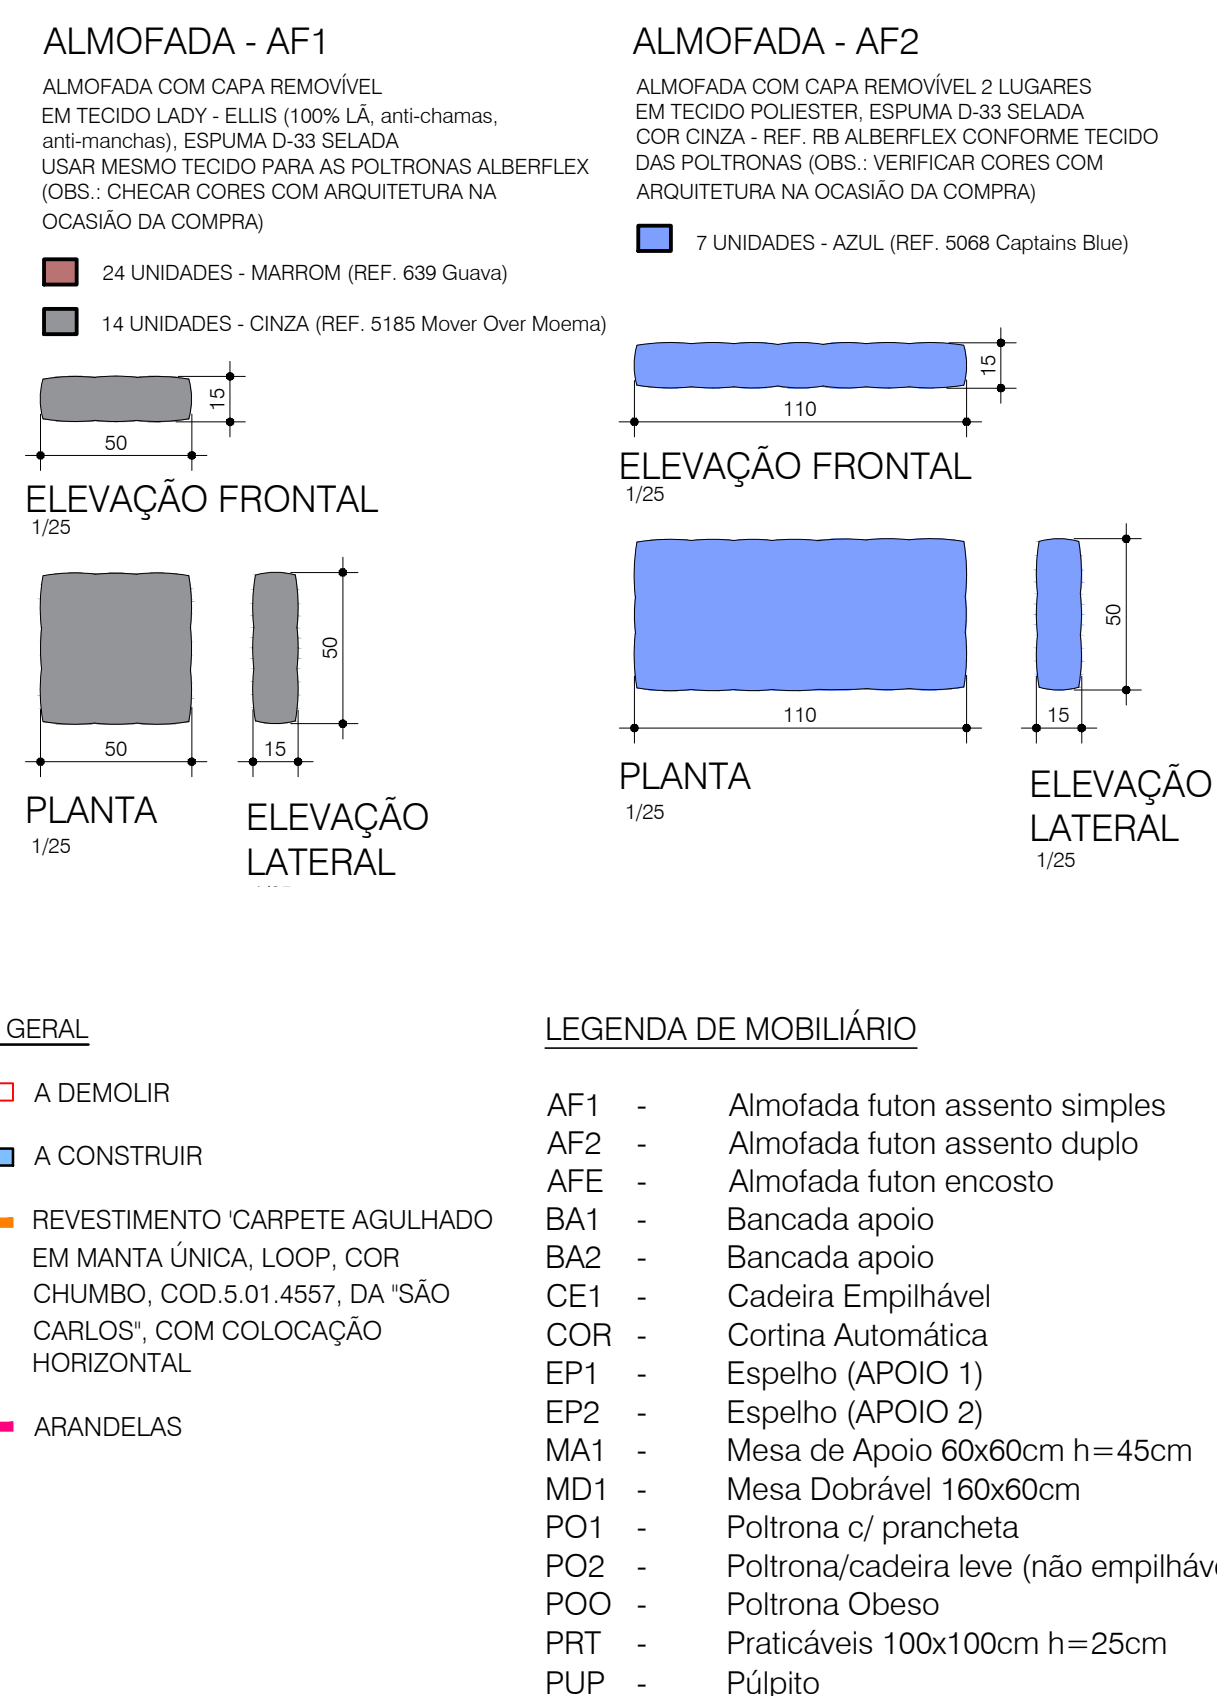 ALMOFADA - AF1
ALMOFADA COM CAPA REMOVÍVEL
EM TECIDO LADY - ELLIS (100% LÃ, anti-chamas,
anti-manchas), ESPUMA D-33 SELADA
USAR MESMO TECIDO PARA AS POLTRONAS ALBERFLEX
(OBS.: CHECAR CORES COM ARQUITETURA NA
OCASIÃO DA COMPRA)
24 UNIDADES - MARROM (REF. 639 Guava)
14 UNIDADES - CINZA (REF. 5185 Mover Over Moema)
15
50
ELEVAÇÃO FRONTAL
1/25
50
50
15
PLANTA
1/25
ELEVAÇÃO
LATERAL
ALMOFADA - AF2
ALMOFADA COM CAPA REMOVÍVEL 2 LUGARES
EM TECIDO POLIESTER, ESPUMA D-33 SELADA
COR CINZA - REF. RB ALBERFLEX CONFORME TECIDO
DAS POLTRONAS (OBS.: VERIFICAR CORES COM
ARQUITETURA NA OCASIÃO DA COMPRA)
7 UNIDADES - AZUL (REF. 5068 Captains Blue)
15
110
ELEVAÇÃO FRONTAL
1/25
50
110
15
PLANTA
1/25
ELEVAÇÃO
LATERAL
1/25
GERAL
A DEMOLIR
A CONSTRUIR
REVESTIMENTO 'CARPETE AGULHADO
EM MANTA ÚNICA, LOOP, COR
CHUMBO, COD.5.01.4557, DA "SÃO
CARLOS", COM COLOCAÇÃO
HORIZONTAL
ARANDELAS
LEGENDA DE MOBILIÁRIO
AF1 - Almofada futon assento simples
AF2 - Almofada futon assento duplo
AFE - Almofada futon encosto
BA1 - Bancada apoio
BA2 - Bancada apoio
CE1 - Cadeira Empilhável
COR - Cortina Automática
EP1 - Espelho (APOIO 1)
EP2 - Espelho (APOIO 2)
MA1 - Mesa de Apoio 60x60cm h=45cm
MD1 - Mesa Dobrável 160x60cm
PO1 - Poltrona c/ prancheta
PO2 - Poltrona/cadeira leve (não
POO - Poltrona Obeso
PRT - Praticáveis 100x100cm h=25cm
PUP - Púlpito